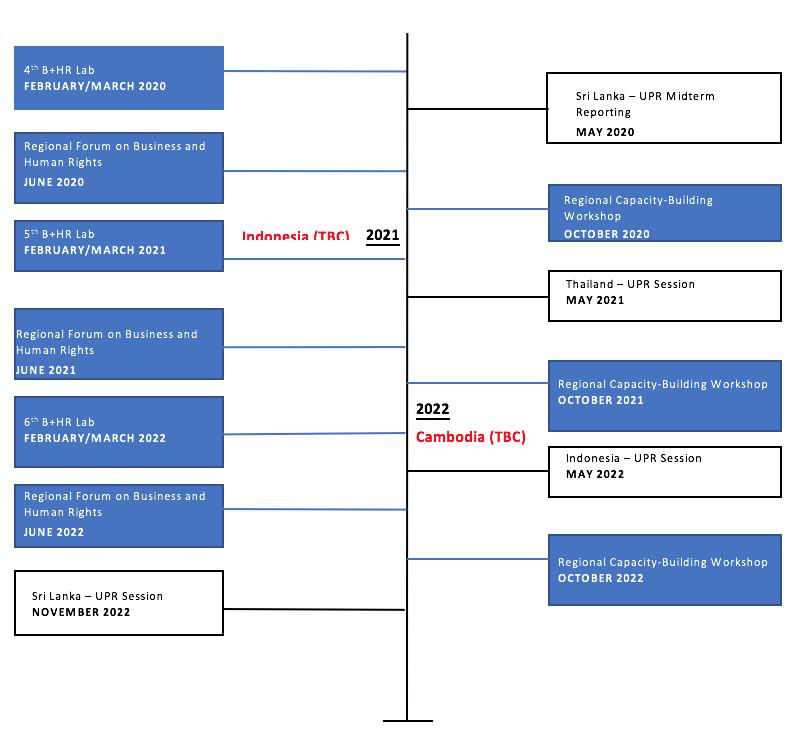 4th B+HR Lab
FEBRUARY/MARCH 2020
Sri Lanka – UPR Midterm
Reporting
MAY 2020
Regional Forum on Business and
Human Rights
JUNE 2020
Regional Capacity-Building
Workshop
OCTOBER 2020
5th B+HR Lab
FEBRUARY/MARCH 2021
Indonesia (TBC)
2021
Thailand – UPR Session
MAY 2021
Regional Forum on Business and
Human Rights
JUNE 2021
Regional Capacity-Building Workshop
OCTOBER 2021
2022
Cambodia (TBC)
6th B+HR Lab
FEBRUARY/MARCH 2022
Indonesia – UPR Session
MAY 2022
Regional Forum on Business and
Human Rights
JUNE 2022
Regional Capacity-Building Workshop
OCTOBER 2022
Sri Lanka – UPR Session
NOVEMBER 2022